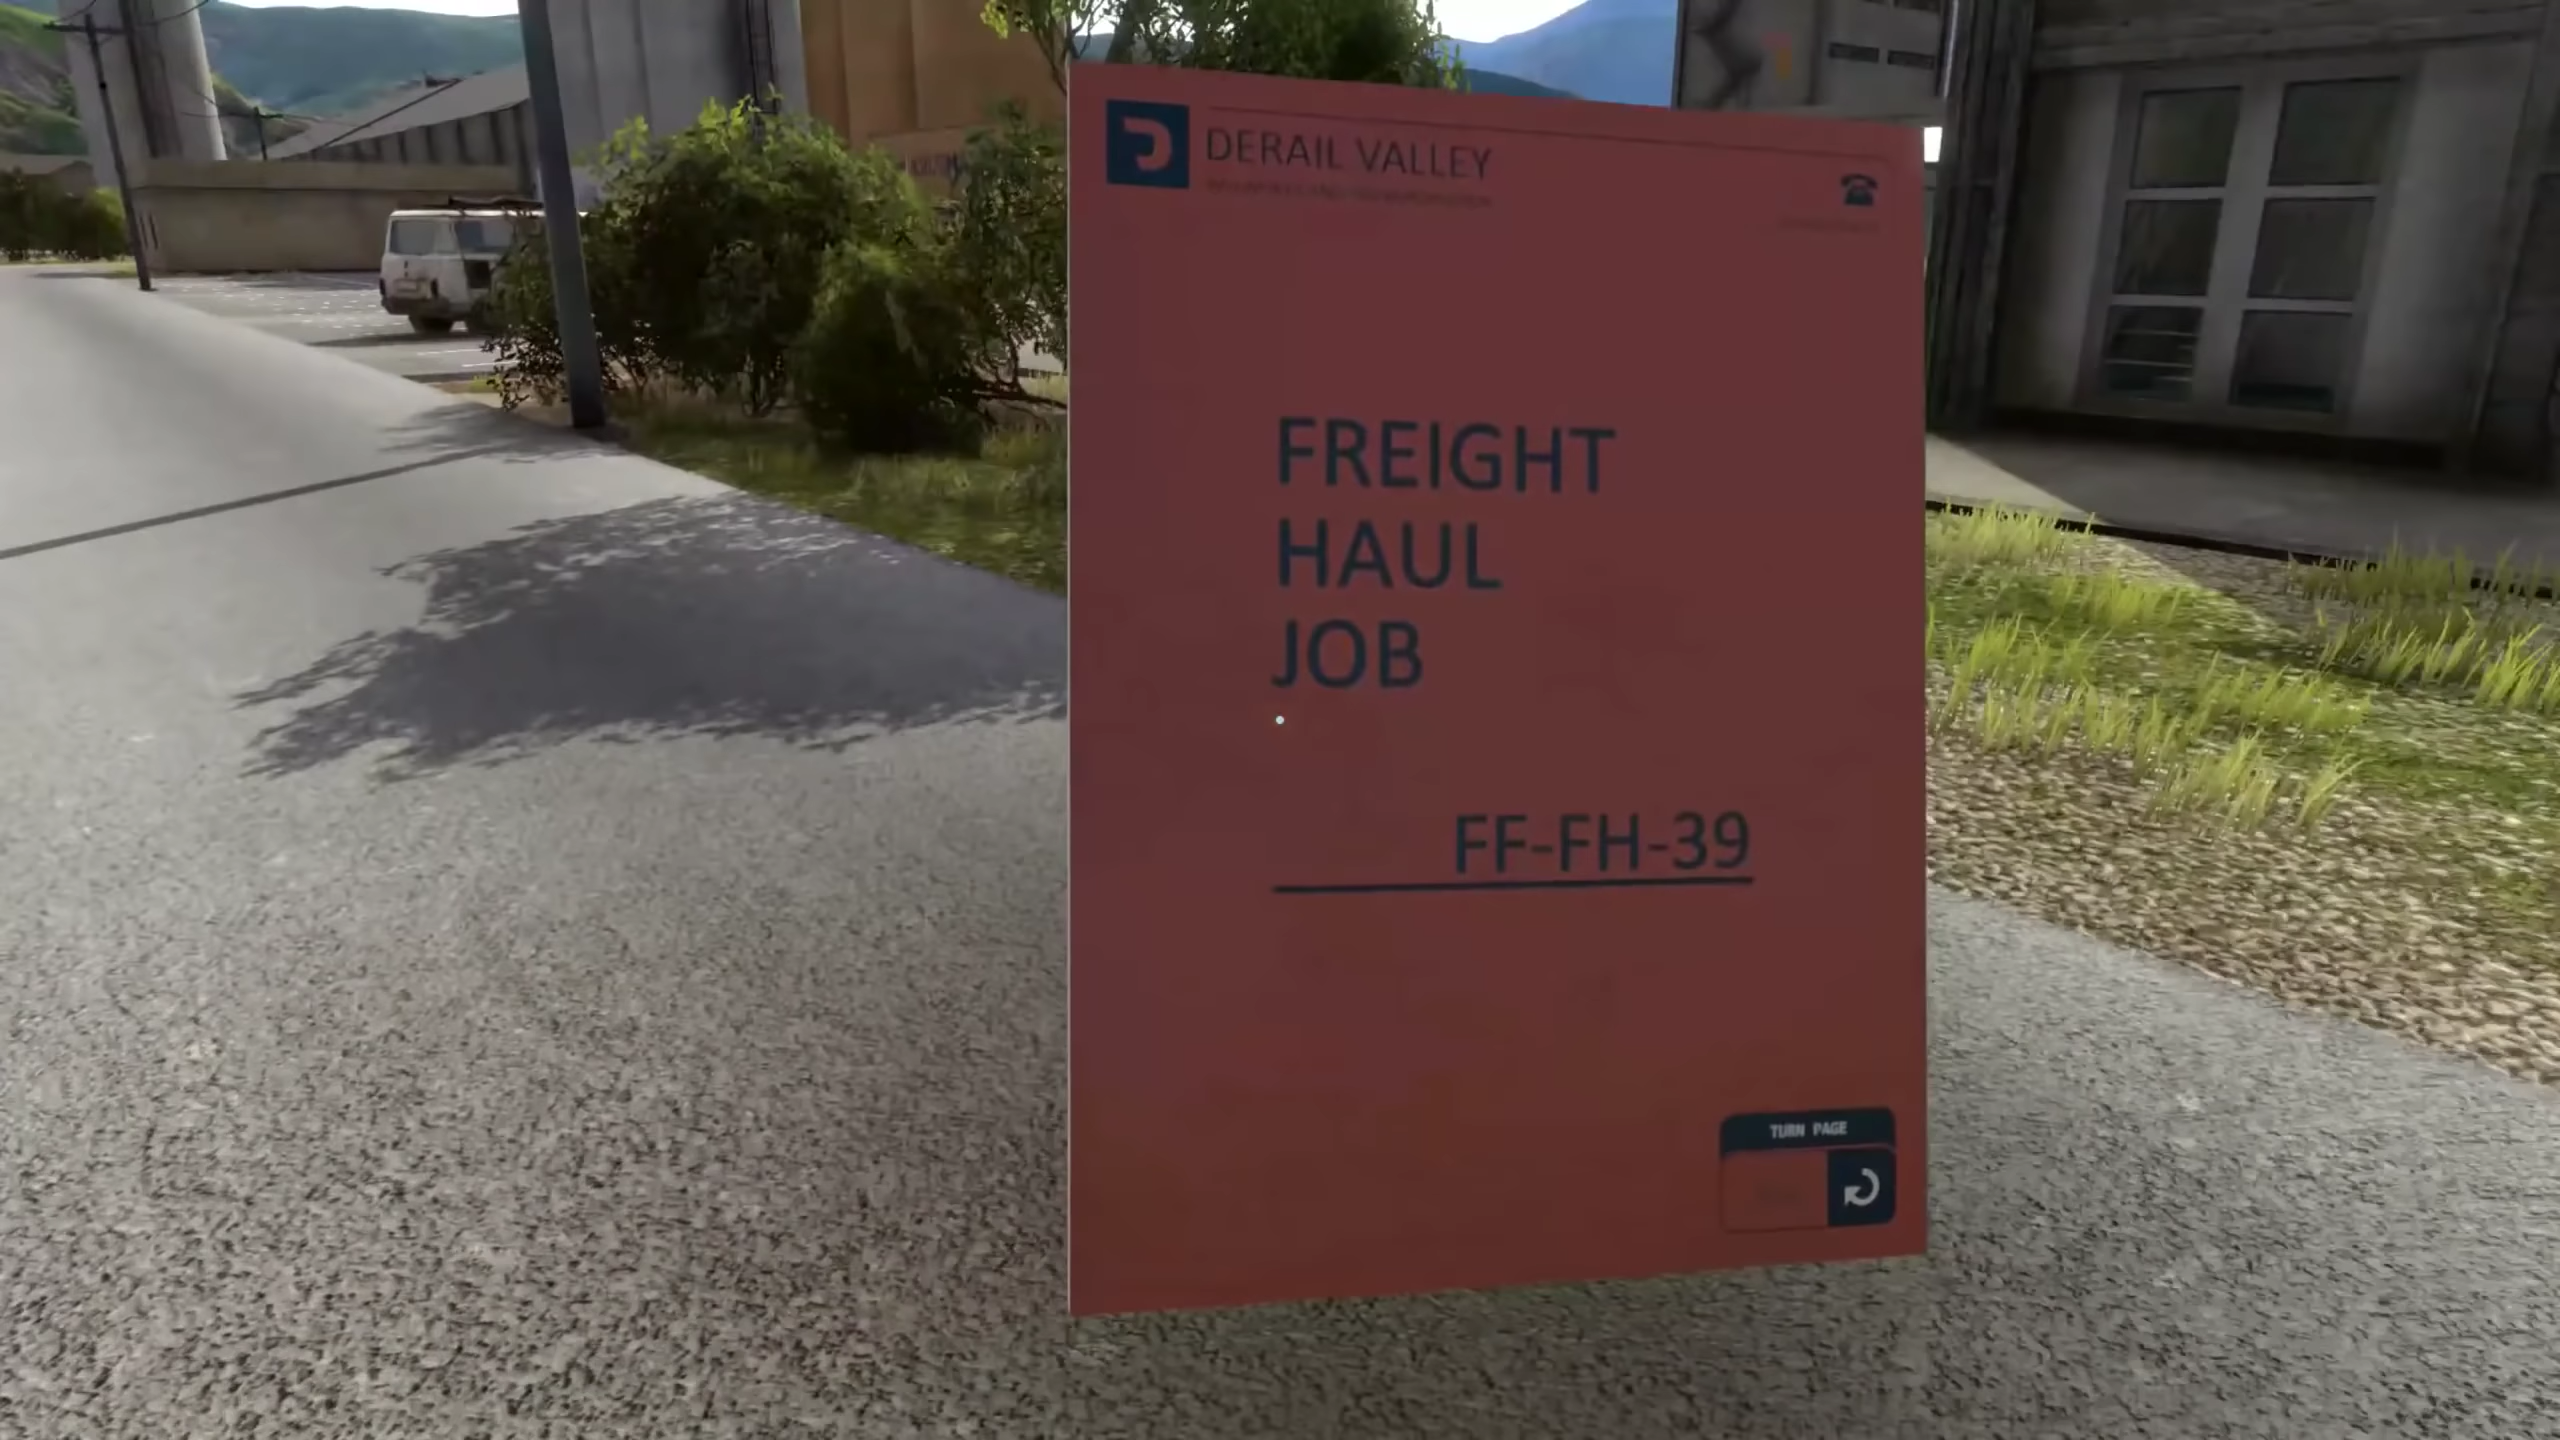 DERAIL VALLEY
FREIGHT
HAUL
JOB
FF-FH-39
TURN PAGE